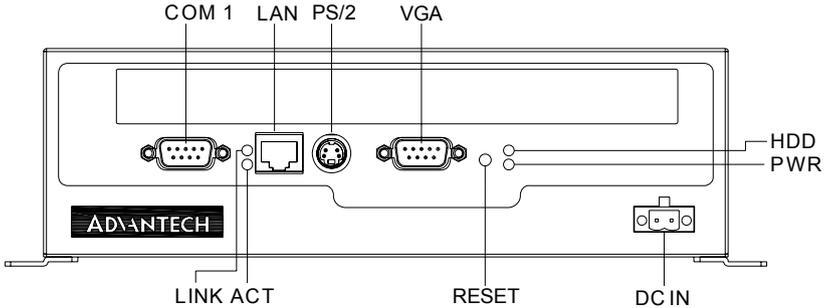 COM 1 LAN PS/2 VGA
HDD
PWR
ADVANTECH
LINK ACT RESET DC IN